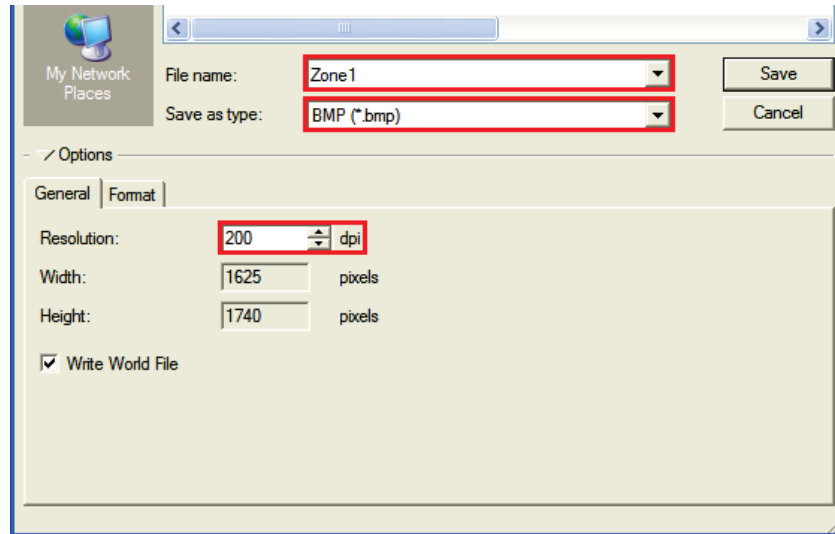 My Network
Places
File name: Zone1 Save
Save as type: BMP (*.bmp) Cancel
Options
General Format
Resolution: 200 dpi
Width: 1625 pixels
Height: 1740 pixels
Write World File